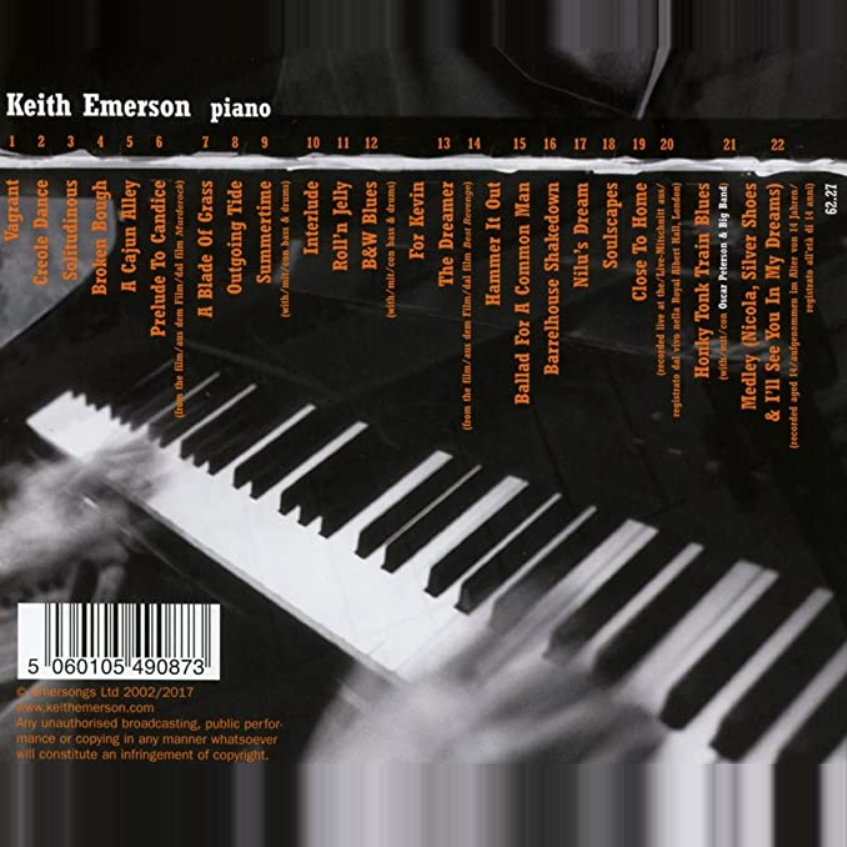 Keith Emerson piano
1 2 3 4 5 6 7 8 9 10 11 12 13 14 15 16 17 18 19 20 21 22
Vagrant
Creole Dance
Solitudinous
Broken Bough
A Cajun Alley
Prelude To Candice
(from the film/aus dem Film/dal film Murderock)
A Blade Of Grass
Outgoing Tide
Summertime
(with/mit/con bass & drums)
Interlude
Roll'n Jelly
B&W Blues
(with/mit/con bass & drums)
For Kevin
The Dreamer
(from the film/aus dem Film/dal film Best Revenge)
Hammer It Out
Ballad For A Common Man
Barrelhouse Shakedown
Nilu's Dream
Soulscapes
Close To Home
(recorded live at the/Live-Mitschnitt aus/
registrato dal vivo nella Royal Albert Hall, London)
Honky Tonk Train Blues
(with/mit/con Oscar Peterson & Big Band)
Medley (Nicola, Silver Shoes
& I'll See You In My Dreams)
(recorded aged 14/aufgenommen im Alter von 14 Jahren/
registrato all'età di 14 anni)
62.27
5 060105 490873
© Emersongs Ltd 2002/2017
www.keithemerson.com
Any unauthorised broadcasting, public perfor-
mance or copying in any manner whatsoever
will constitute an infringement of copyright.